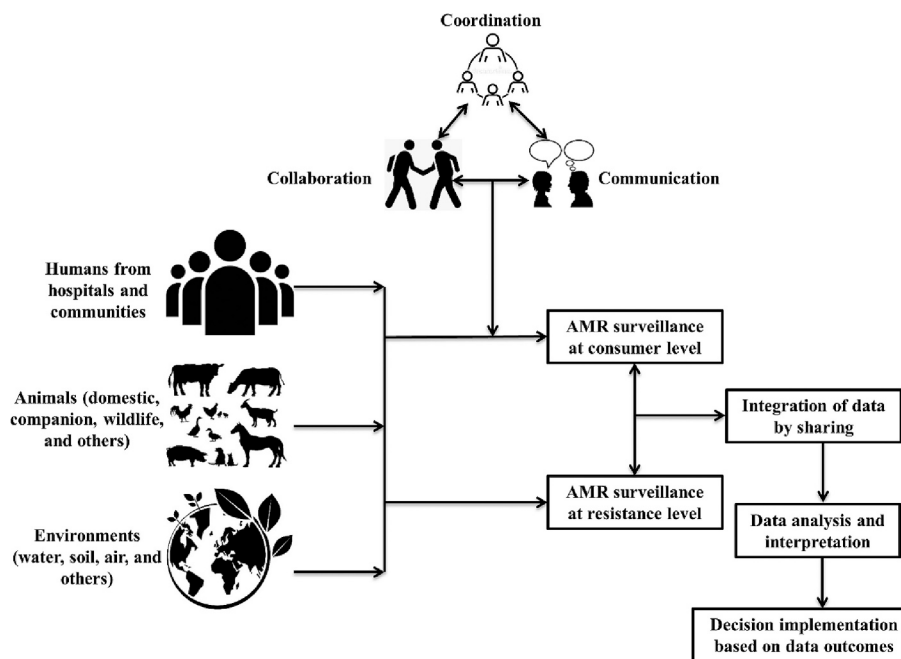 Coordination
Collaboration
Communication
Humans from
hospitals and
communities
AMR surveillance
at consumer level
Animals (domestic,
companion, wildlife,
and others)
Integration of data
by sharing
AMR surveillance
at resistance level
Environments
(water, soil, air, and
others)
Data analysis and
interpretation
Decision implementation
based on data outcomes